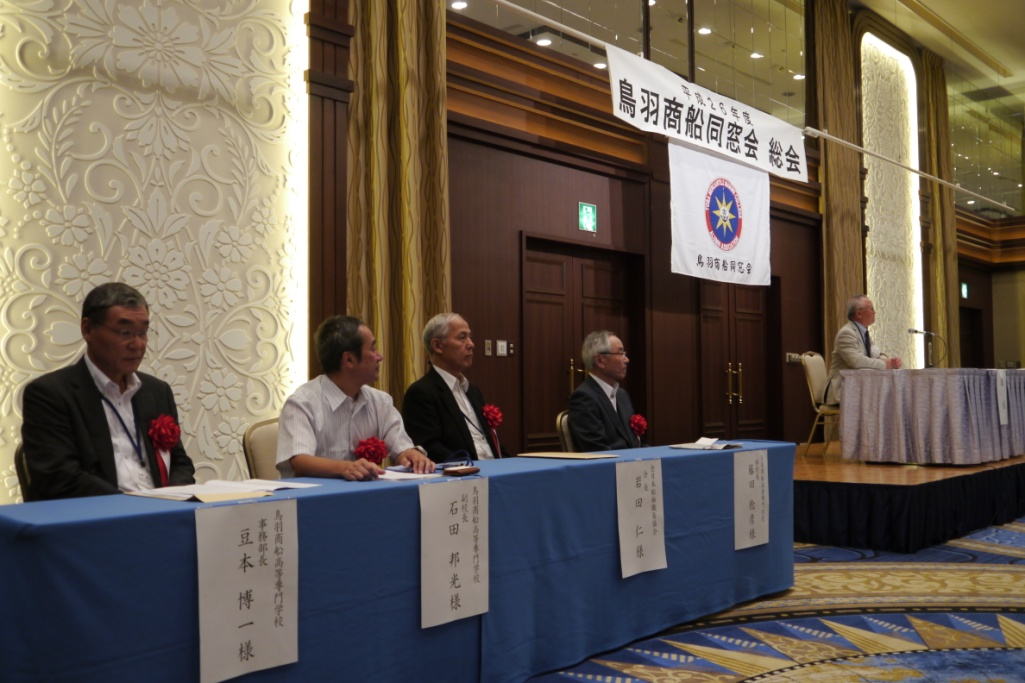 平成26年度
鳥羽商船同窓会 総会
鳥羽商船同窓会
鳥羽商船高等専門学校
事務部長
豆本 博一様
鳥羽商船高等専門学校
副校長
石田 邦光様
会長
岩田 仁様
藤田
様